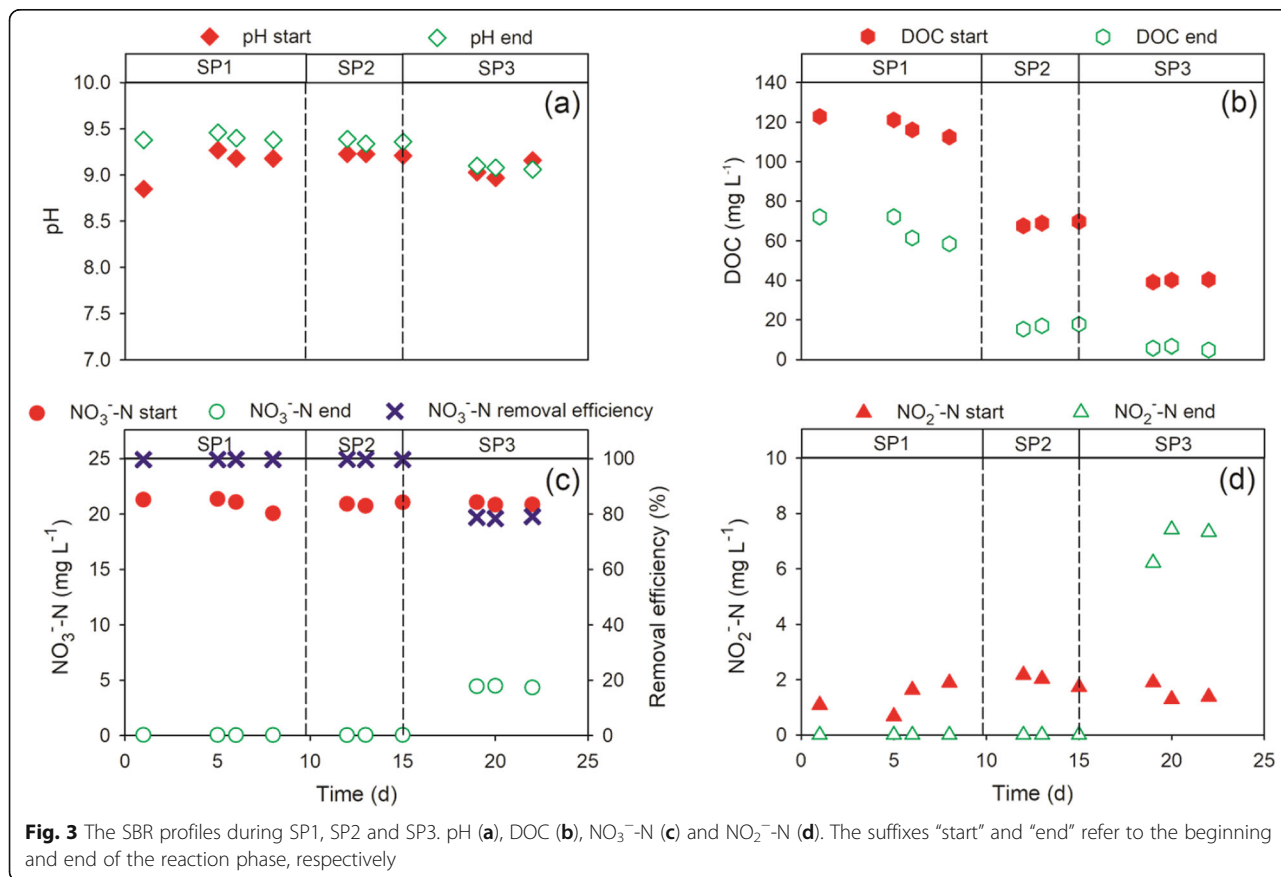 pH start pH end
SP1 SP2 SP3
(a)
10.0
9.5
9.0
8.5
8.0
7.5
7.0
pH
DOC start DOC end
SP1 SP2 SP3
(b)
140
120
100
80
60
40
20
0
DOC (mg L⁻¹)
NO₃⁻-N start NO₃⁻-N end NO₃⁻-N removal efficiency
SP1 SP2 SP3
(c)
25
20
15
10
5
0
NO₃⁻-N (mg L⁻¹)
100
80
60
40
20
0
Removal efficiency (%)
0 5 10 15 20 25
Time (d)
NO₂⁻-N start NO₂⁻-N end
SP1 SP2 SP3
(d)
10
8
6
4
2
0
NO₂⁻-N (mg L⁻¹)
0 5 10 15 20 25
Time (d)
Fig. 3 The SBR profiles during SP1, SP2 and SP3. pH (a), DOC (b), NO₃⁻-N (c) and NO₂⁻-N (d). The suffixes “start” and “end” refer to the beginning
and end of the reaction phase, respectively